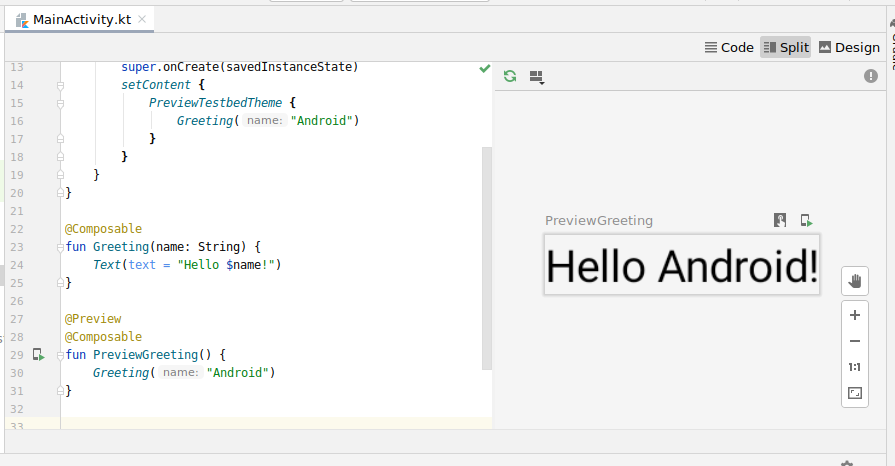 MainActivity.kt
Code Split Design
13 super.onCreate(savedInstanceState)
14 setContent {
15 PreviewTestbedTheme {
16 Greeting( name: "Android")
17 }
18 }
19 }
20 }
21
22 @Composable
23 fun Greeting(name: String) {
24 Text(text = "Hello $name!")
25 }
26
27 @Preview
28 @Composable
29 fun PreviewGreeting() {
30 Greeting( name: "Android")
31 }
32
33
PreviewGreeting
Hello Android!
1:1